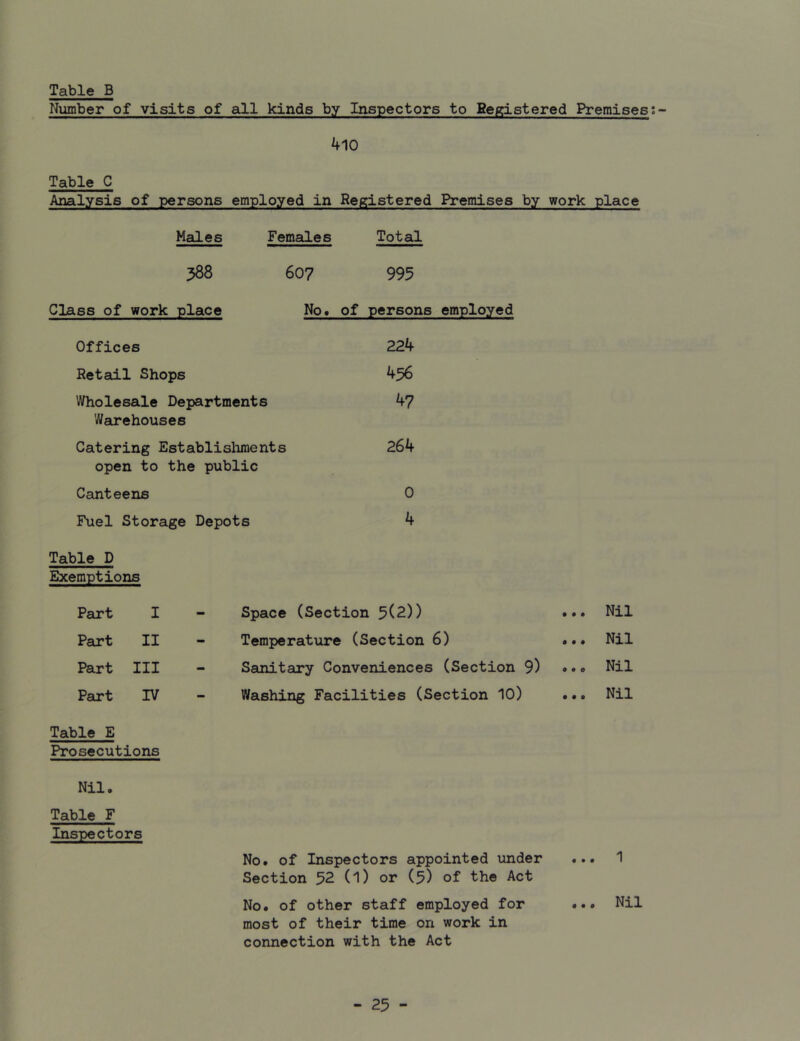 Table B
Number of visits of all kinds by Inspectors to Registered Premises:-
410
Table C
Analysis of persons employed in Registered Premises by work place
Males Females Total
388 607 995
Class of work place No. of persons employed
Offices 224
Retail Shops 456
Wholesale Departments 47
Warehouses
Catering Establishments 264
open to the public
Canteens 0
Fuel Storage Depots 4
Table D
Exemptions
Part I - Space (Section 5(2)) ... Nil
Part II - Temperature (Section 6) ... Nil
Part III - Sanitary Conveniences (Section 9) ... Nil
Part IV - Washing Facilities (Section 10) ... Nil
Table E
Prosecutions
Nil.
Table F
Inspectors
No. of Inspectors appointed under ... 1
Section 52 (1) or (5) of the Act
No. of other staff employed for ... Nil
most of their time on work in
connection with the Act
- 25 -